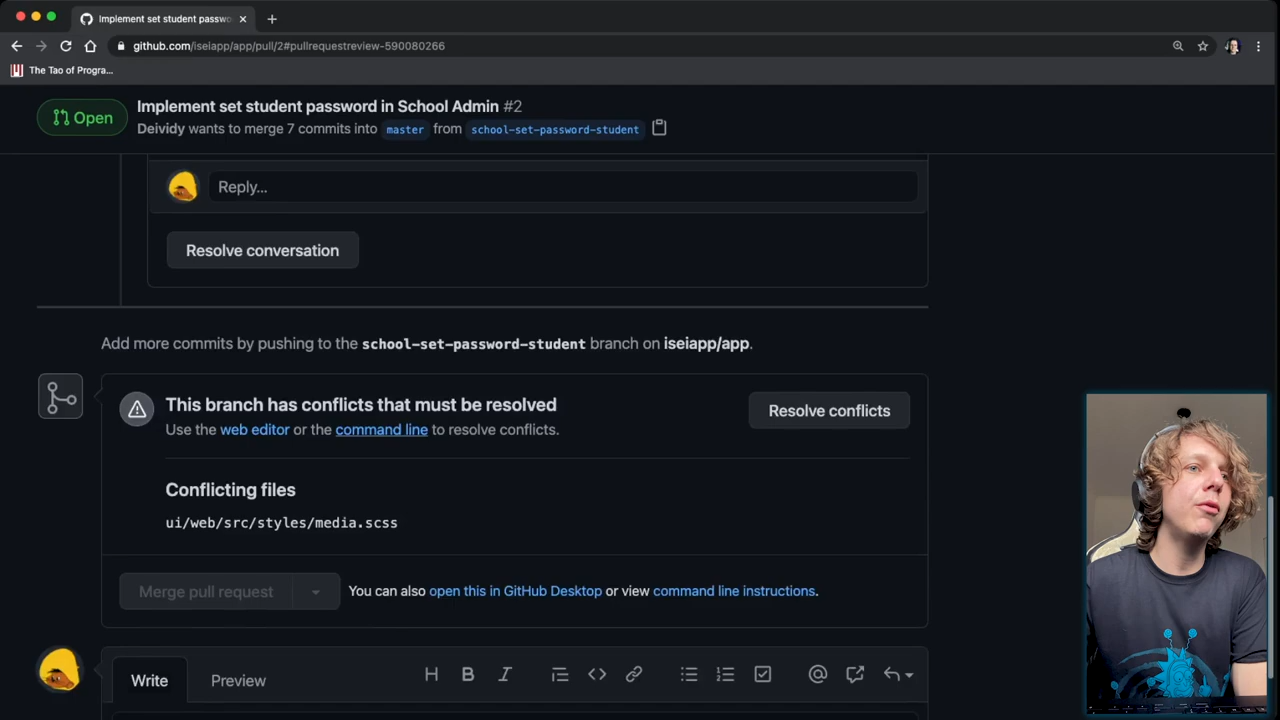 Implement set student passwo
github.com/iseiapp/app/pull/2#pullrequestreview-590080266
The Tao of Progra...
Open
Implement set student password in School Admin #2
Deividy wants to merge 7 commits into master from school-set-password-student
Reply...
Resolve conversation
Add more commits by pushing to the school-set-password-student branch on iseiapp/app.
This branch has conflicts that must be resolved
Resolve conflicts
Use the web editor or the command line to resolve conflicts.
Conflicting files
ui/web/src/styles/media.scss
Merge pull request
You can also open this in GitHub Desktop or view command line instructions.
Write
Preview